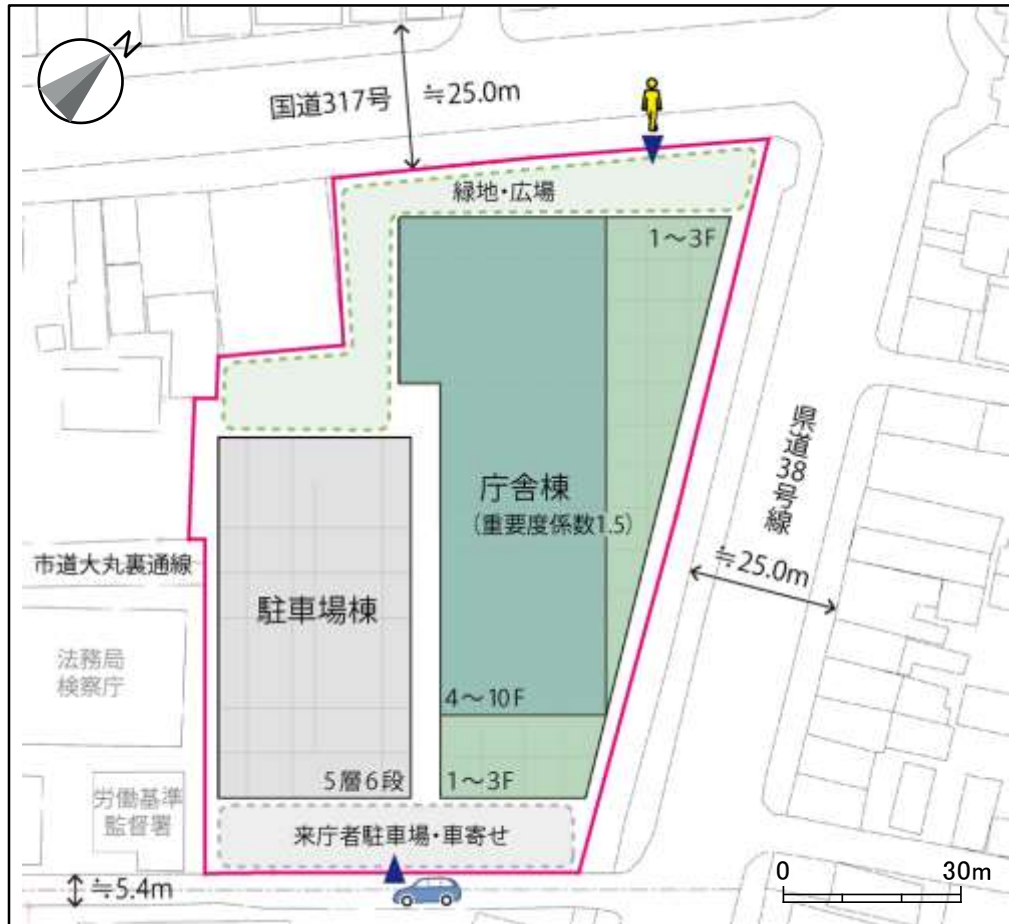 N
国道317号
≒25.0m
緑地・広場
1～3F
県道38号線
≒25.0m
庁舎棟
（重要度係数1.5）
市道大丸裏通線
駐車場棟
法務局
検察庁
4～10F
5層6段
1～3F
労働基準
監督署
来庁者駐車場・車寄せ
≒5.4m
0
30m